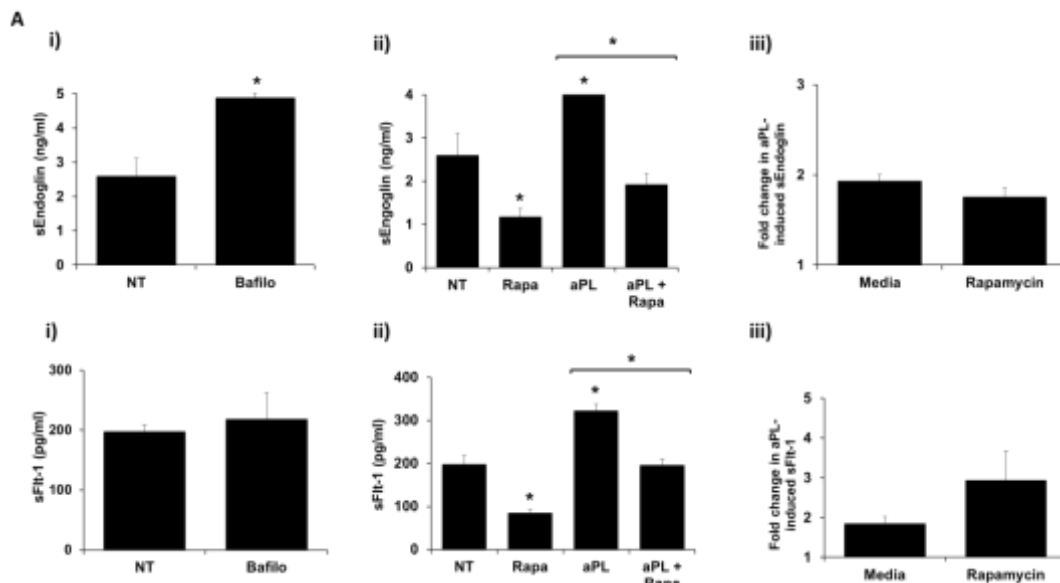 A
i)
sEndoglin (ng/ml)
5
4
3
2
1
0
*
NT
Bafilo
ii)
sEngoglin (ng/ml)
4
3
2
1
0
*
*
*
NT
Rapa
aPL
aPL +
Rapa
iii)
Fold change in aPL-
induced sEndoglin
3
2
1
Media
Rapamycin
i)
sFlt-1 (pg/ml)
300
200
100
0
NT
Bafilo
ii)
sFlt-1 (pg/ml)
400
300
200
100
0
*
*
*
NT
Rapa
aPL
aPL +
Rapa
iii)
Fold change in aPL-
induced sFlt-1
5
4
3
2
1
Media
Rapamycin